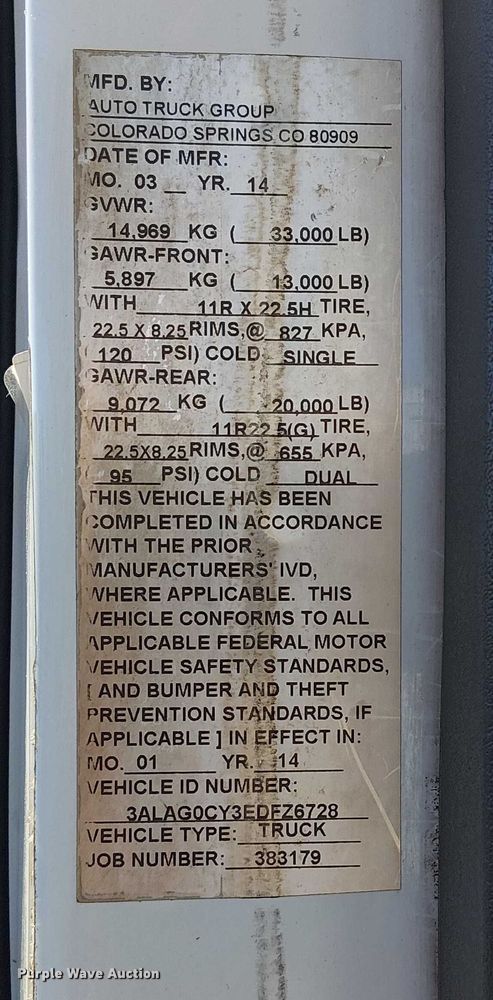 MFD. BY:
AUTO TRUCK GROUP
COLORADO SPRINGS CO 80909
DATE OF MFR:
MO. 03 YR. 14
GVWR:
14,969 KG ( 33,000 LB)
GAWR-FRONT:
5,897 KG ( 13,000 LB)
WITH 11R X 22.5H TIRE,
22.5 X 8.25 RIMS,@ 827 KPA,
( 120 PSI) COLD SINGLE
GAWR-REAR:
9,072 KG ( 20,000 LB)
WITH 11R22.5(G) TIRE,
22.5X8.25 RIMS,@ 655 KPA,
( 95 PSI) COLD DUAL
THIS VEHICLE HAS BEEN
COMPLETED IN ACCORDANCE
WITH THE PRIOR
MANUFACTURERS' IVD,
WHERE APPLICABLE. THIS
VEHICLE CONFORMS TO ALL
APPLICABLE FEDERAL MOTOR
VEHICLE SAFETY STANDARDS,
[ AND BUMPER AND THEFT
PREVENTION STANDARDS, IF
APPLICABLE ] IN EFFECT IN:
MO. 01 YR. 14
VEHICLE ID NUMBER:
3ALAG0CY3EDFZ6728
VEHICLE TYPE: TRUCK
JOB NUMBER: 383179
Purple Wave Auction